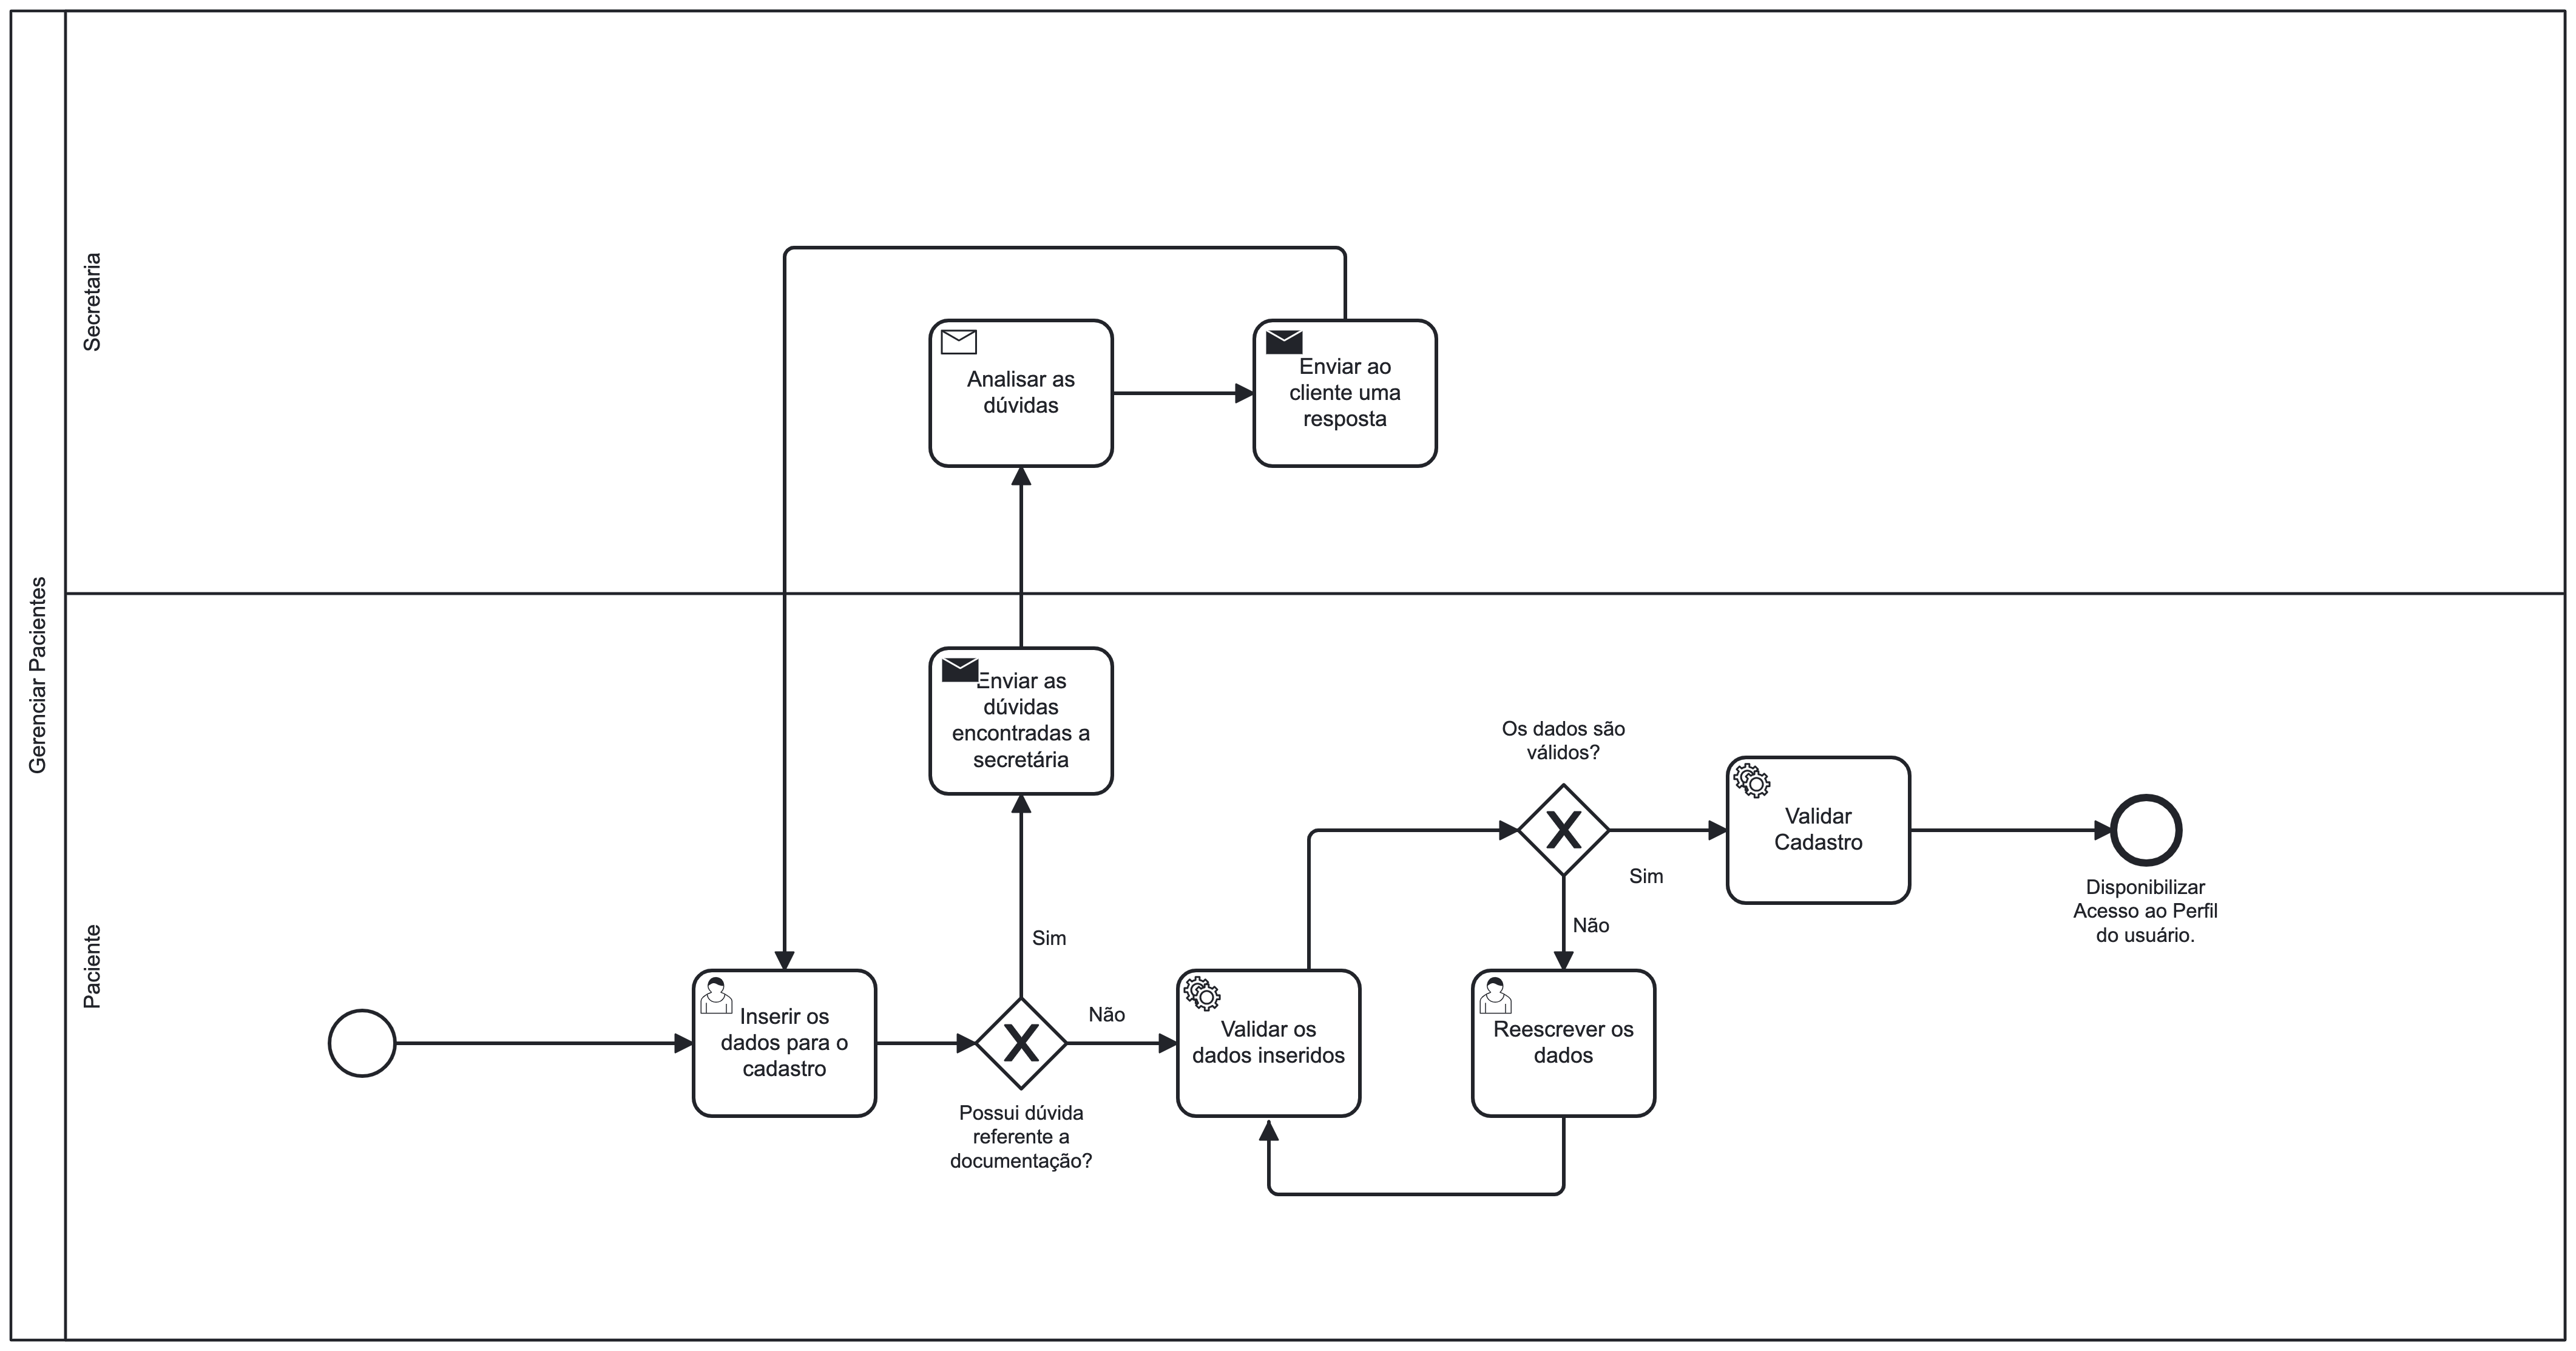 Gerenciar Pacientes
Secretaria
Analisar as
dúvidas
Enviar ao
cliente uma
resposta
Paciente
Enviar as
dúvidas
encontradas a
secretária
Sim
Inserir os
dados para o
cadastro
Possui dúvida
referente a
documentação?
Não
Validar os
dados inseridos
Os dados são
válidos?
Sim
Não
Reescrever os
dados
Validar
Cadastro
Disponibilizar
Acesso ao Perfil
do usuário.